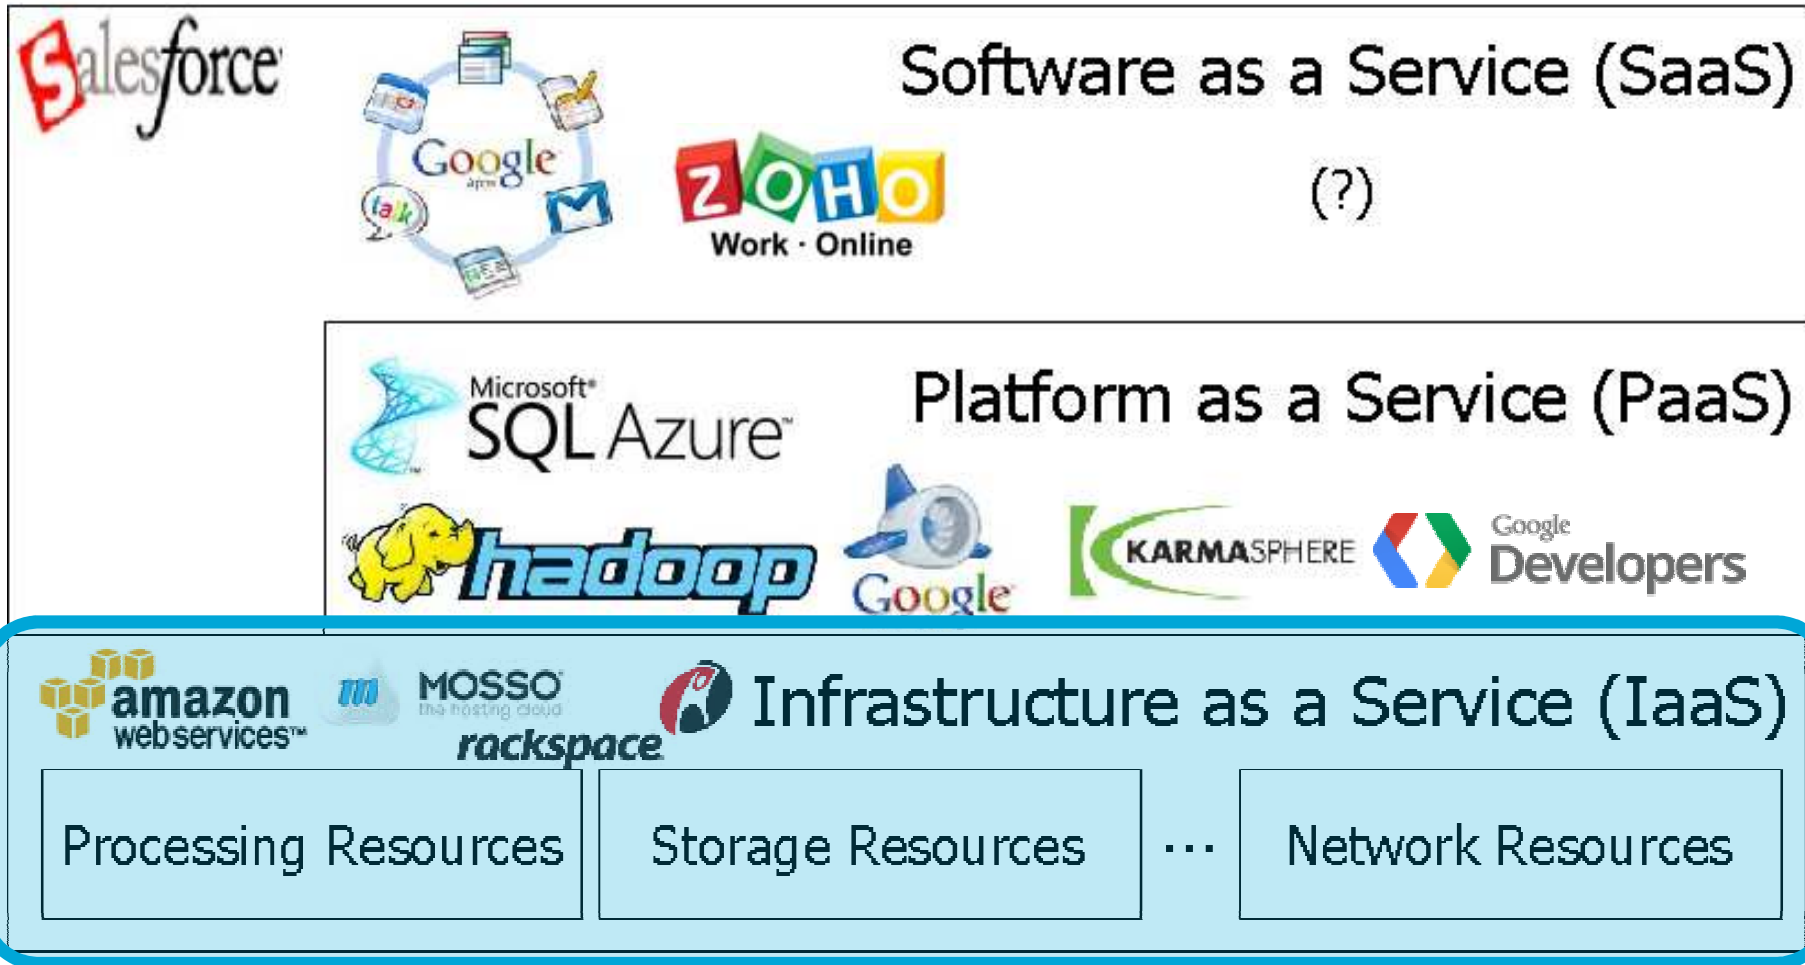 Salesforce
Software as a Service (SaaS)
Google
apps
talk
ZOHO
Work · Online
(?)
Microsoft®
SQL Azure™
Platform as a Service (PaaS)
hadoop
Google
KARMASPHERE
Google
Developers
amazon
webservices™
m
MOSSO
the hosting cloud
rackspace
Infrastructure as a Service (IaaS)
Processing Resources
Storage Resources
...
Network Resources